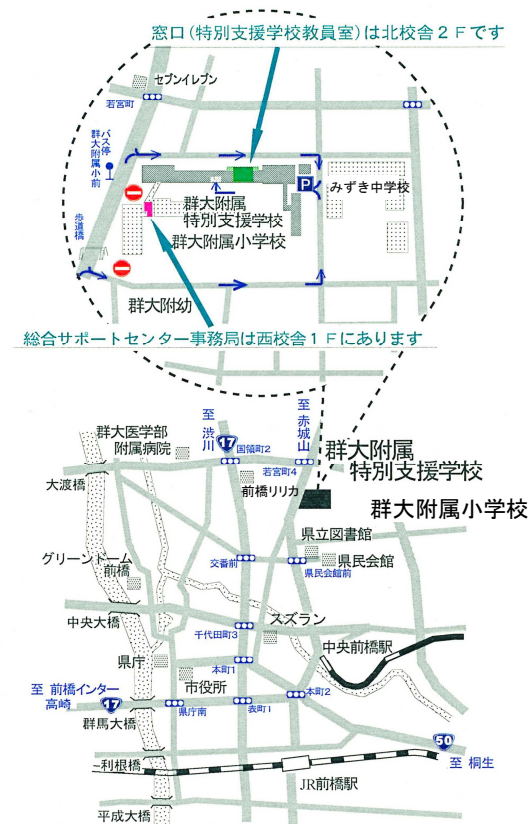 窓口(特別支援学校教員室)は北校舎2Fです
セブンイレブン
若宮町
バス停
群大附属小前
P
みずき中学校
群大附属
特別支援学校
群大附属小学校
歩道橋
群大附幼
総合サポートセンター事務局は西校舎1Fにあります
至 渋川
至 赤城山
群大医学部
附属病院
17
国領町2
若宮町4
群大附属
特別支援学校
大渡橋
前橋リリカ
群大附属小学校
県立図書館
グリーンドーム
前橋
交番前
県民会館
県民会館前
中央大橋
スズラン
千代田町3
中央前橋駅
県庁
本町1
市役所
至 前橋インター
高崎
17
本町2
群馬大橋
県庁南
表町1
50
利根橋
至 桐生
JR前橋駅
平成大橋